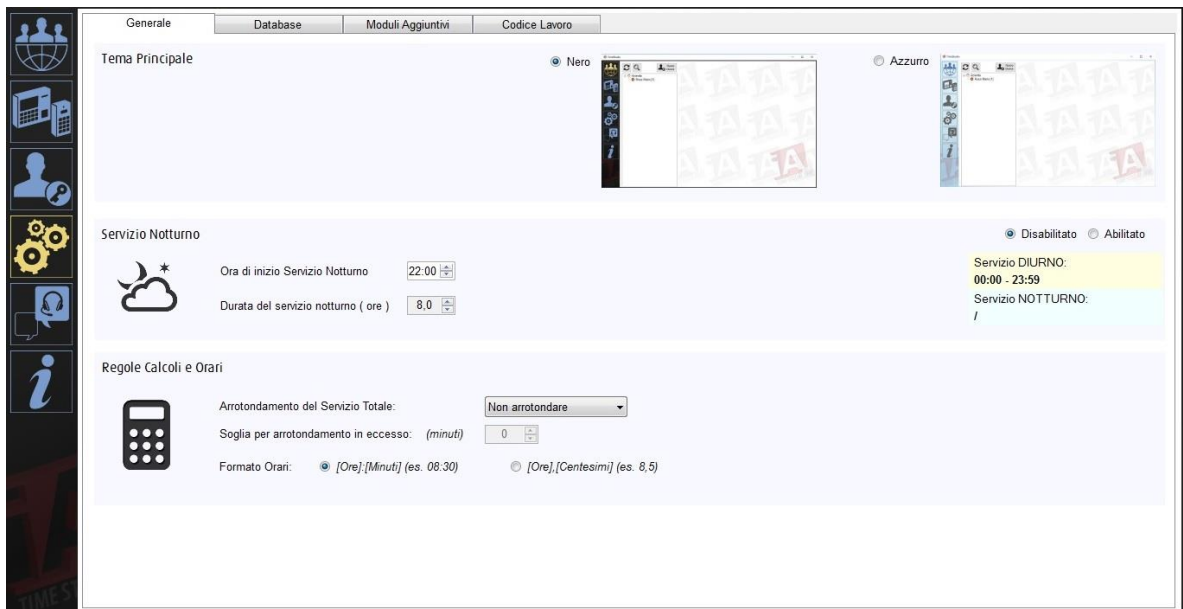 Generale Database Moduli Aggiuntivi Codice Lavoro
Tema Principale Nero Azzurro
Servizio Notturno Disabilitato Abilitato
Ora di inizio Servizio Notturno 22:00
Durata del servizio notturno ( ore ) 8,0
Servizio DIURNO:
00:00 - 23:59
Servizio NOTTURNO:
/
Regole Calcoli e Orari
Arrotondamento del Servizio Totale: Non arrotondare
Soglia per arrotondamento in eccesso: (minuti) 0
Formato Orari: [Ore]:[Minuti] (es. 08:30) [Ore],[Centesimi] (es. 8,5)
TIME